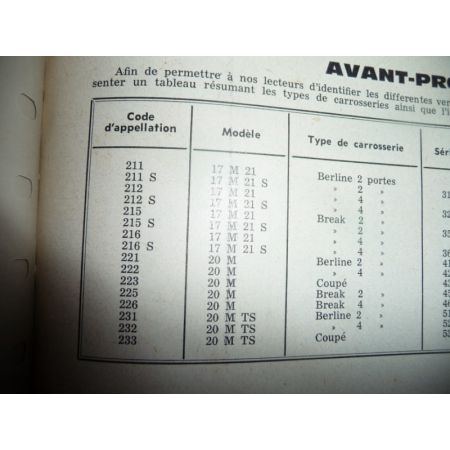 AVANT-PRO
Afin de permettre à nos lecteurs d'identifier les differentes ver
senter un tableau résumant les types de carrosseries ainsi que l'i
Code d'appellation Modèle Type de carrosserie Séri
211 17 M 21 Berline 2 portes
211 S 17 M 21 S » 2 »
212 17 M 21 » 4 »
212 S 17 M 21 S » 4 »
215 17 M 21 Break 2 »
215 S 17 M 21 S » 2 »
216 17 M 21 » 4 »
216 S 17 M 21 S » 4 »
221 20 M Berline 2 »
222 20 M » 4 »
223 20 M Coupé
225 20 M Break 2 »
226 20 M Break 4 »
231 20 M TS Berline 2 »
232 20 M TS » 4 »
233 20 M TS Coupé